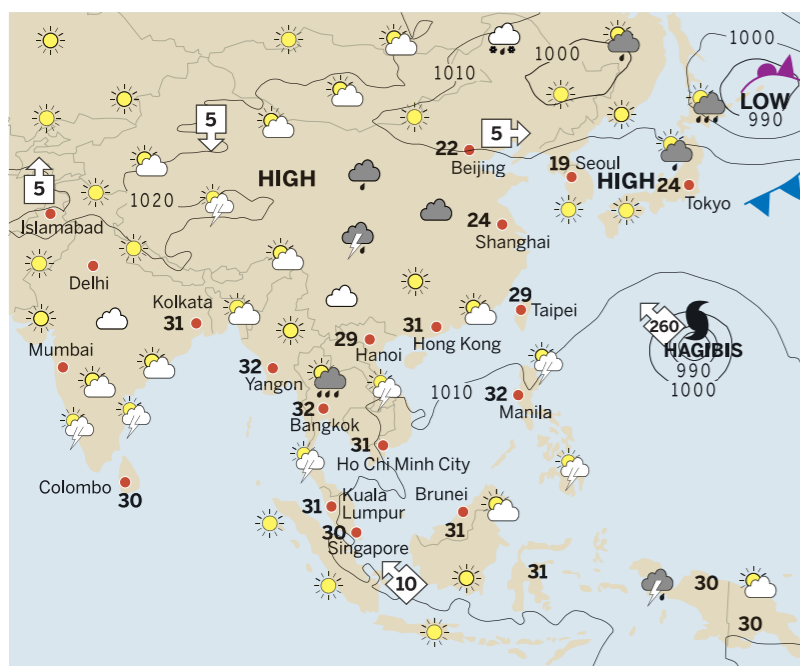 1000
1010
1000
LOW
990
5
5
22
Beijing
19 Seoul
HIGH
HIGH
24
Tokyo
5
1020
Islamabad
24
Shanghai
Delhi
Kolkata
31
29
Taipei
31
Hong Kong
260
HAGIBIS
990
1000
29
Hanoi
Mumbai
32
Yangon
1010
32
Manila
32
Bangkok
31
Ho Chi Minh City
Colombo
30
31
Kuala
Lumpur
Brunei
31
30
Singapore
10
31
30
30